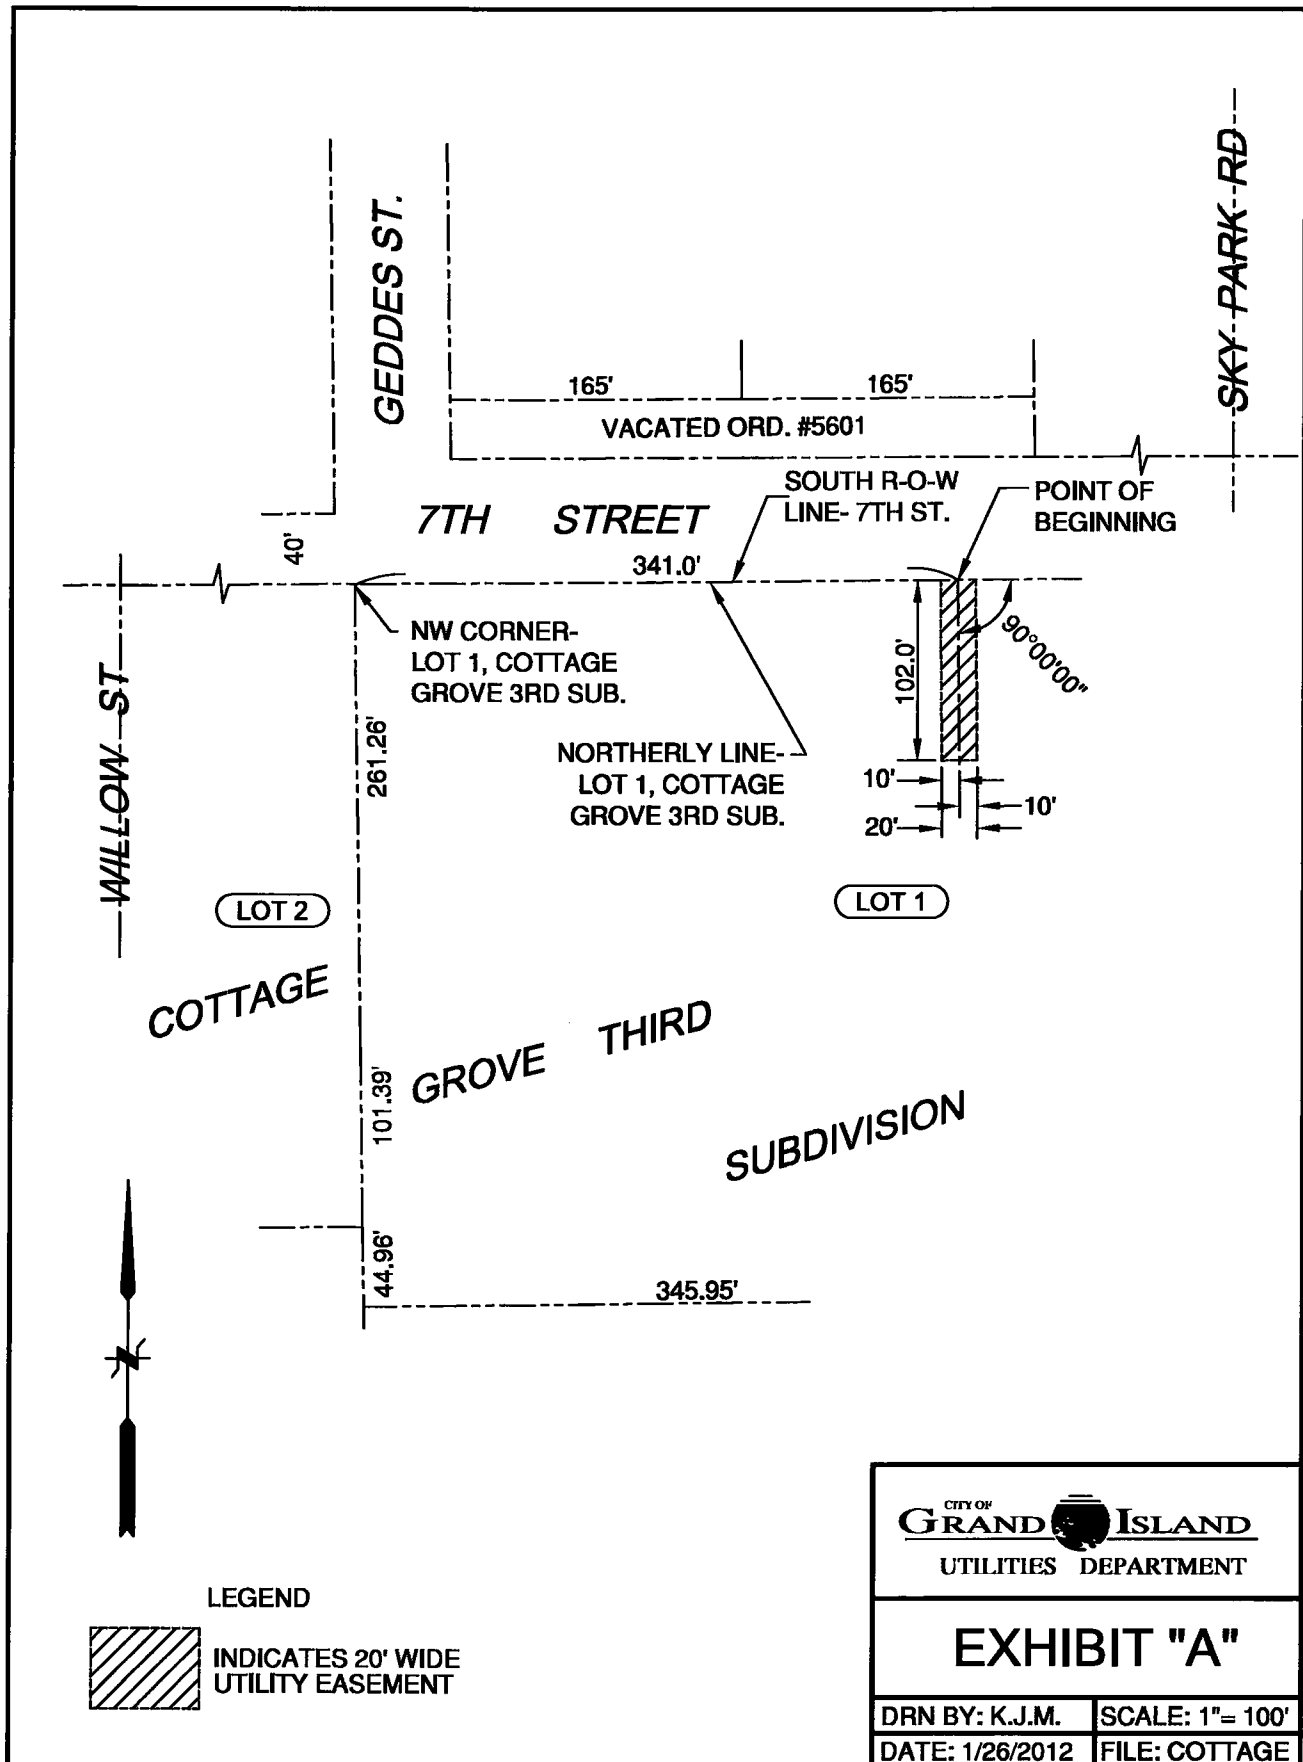 SKY PARK RD
GEDDES ST.
165'
165'
VACATED ORD. #5601
SOUTH R-O-W
LINE- 7TH ST.
POINT OF
BEGINNING
7TH STREET
40'
341.0'
NW CORNER-
LOT 1, COTTAGE
GROVE 3RD SUB.
102.0'
90°00'00"
WILLOW ST
261.26'
NORTHERLY LINE-
LOT 1, COTTAGE
GROVE 3RD SUB.
10'
10'
20'
LOT 2
LOT 1
COTTAGE
GROVE THIRD
SUBDIVISION
101.39'
44.96'
345.95'
LEGEND
INDICATES 20' WIDE
UTILITY EASEMENT
CITY OF
GRAND ISLAND
UTILITIES DEPARTMENT
EXHIBIT "A"
DRN BY: K.J.M.
SCALE: 1"= 100'
DATE: 1/26/2012
FILE: COTTAGE